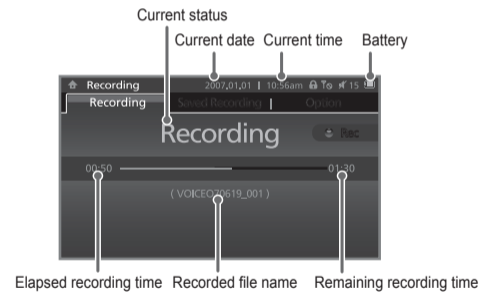 Current status
Current date Current time Battery
Recording 2007.01.01 | 10:56am 15
Recording Saved Recording | Option
Recording Rec
00:50 01:30
( VOICE070619_001 )
Elapsed recording time Recorded file name Remaining recording time